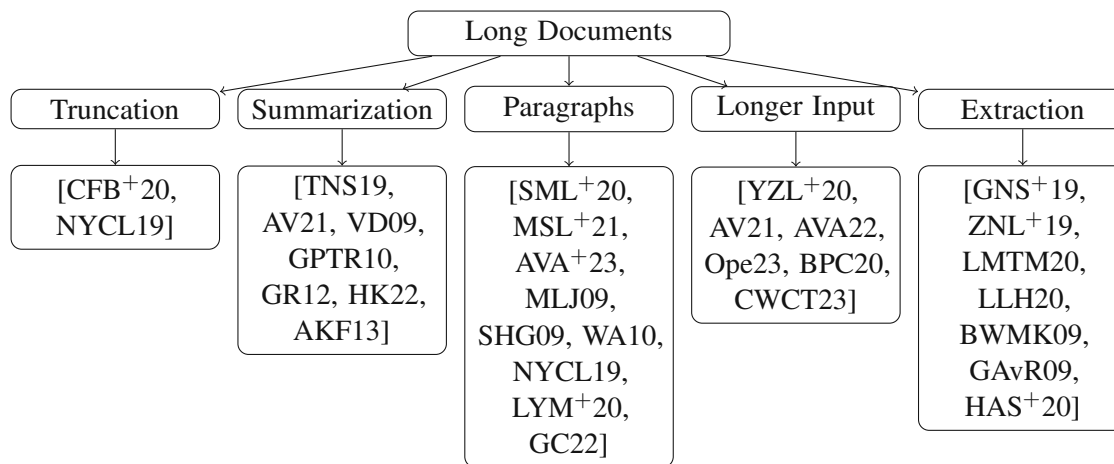 Long Documents
Truncation
Summarization
Paragraphs
Longer Input
Extraction
[CFB+20,
NYCL19]
[TNS19,
AV21, VD09,
GPTR10,
GR12, HK22,
AKF13]
[SML+20,
MSL+21,
AVA+23,
MLJ09,
SHG09, WA10,
NYCL19,
LYM+20,
GC22]
[YZL+20,
AV21, AVA22,
Ope23, BPC20,
CWCT23]
[GNS+19,
ZNL+19,
LMTM20,
LLH20,
BWMK09,
GAvR09,
HAS+20]